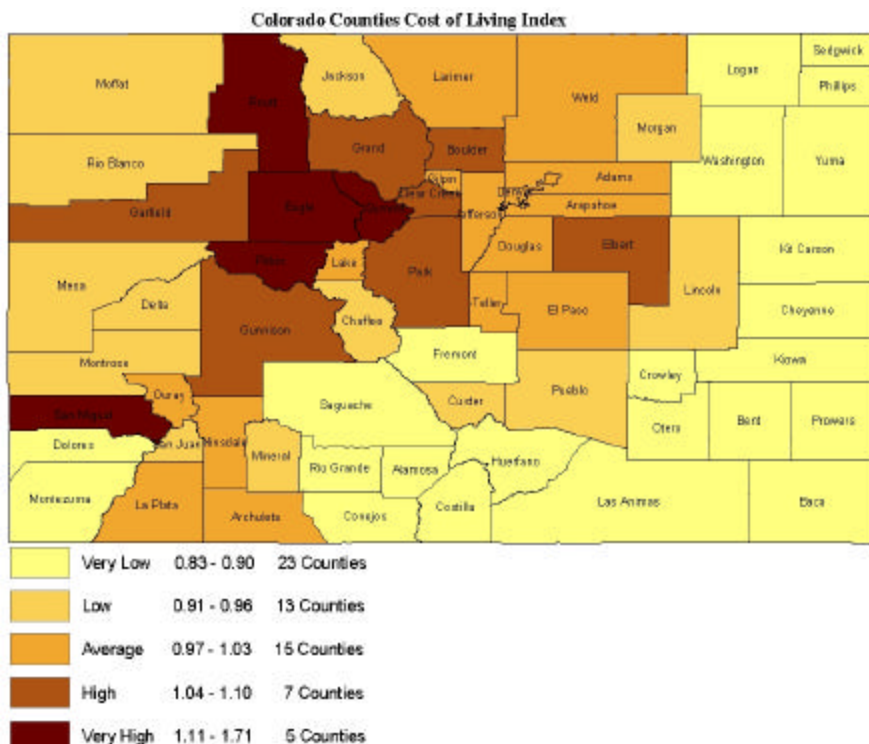 Colorado Counties Cost of Living Index
Moffat
Routt
Jackson
Larimer
Weld
Logan
Sedgwick
Phillips
Morgan
Washington
Yuma
Rio Blanco
Grand
Boulder
Gilpin
Clear Creek
Denver
Adams
Arapahoe
Garfield
Eagle
Summit
Jefferson
Douglas
Elbert
Kit Carson
Mesa
Pitkin
Lake
Park
Lincoln
Delta
Gunnison
Chaffee
Teller
El Paso
Cheyenne
Montrose
Fremont
Kiowa
Crowley
Ouray
Saguache
Custer
Pueblo
San Miguel
Otero
Bent
Prowers
Dolores
San Juan
Hinsdale
Mineral
Rio Grande
Alamosa
Huerfano
Montezuma
La Plata
Archuleta
Conejos
Costilla
Las Animas
Baca
Very Low 0.83 - 0.90 23 Counties
Low 0.91 - 0.96 13 Counties
Average 0.97 - 1.03 15 Counties
High 1.04 - 1.10 7 Counties
Very High 1.11 - 1.71 5 Counties